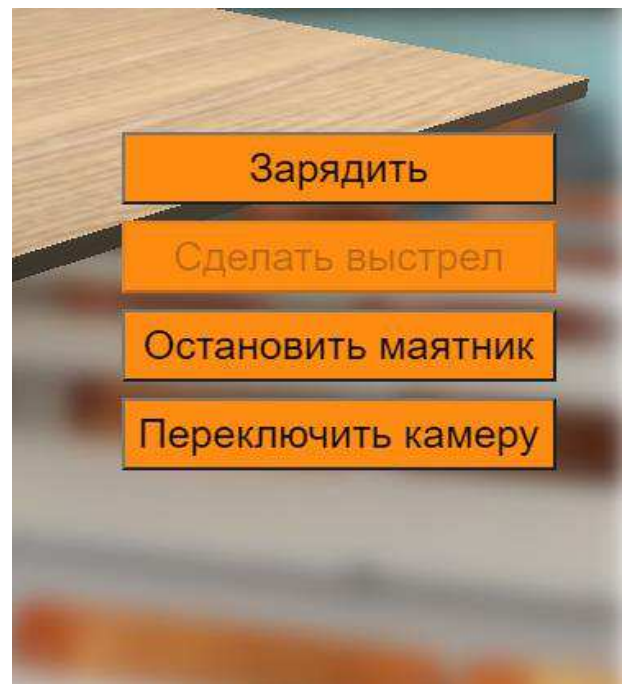 Зарядить
Сделать выстрел
Остановить маятник
Переключить камеру